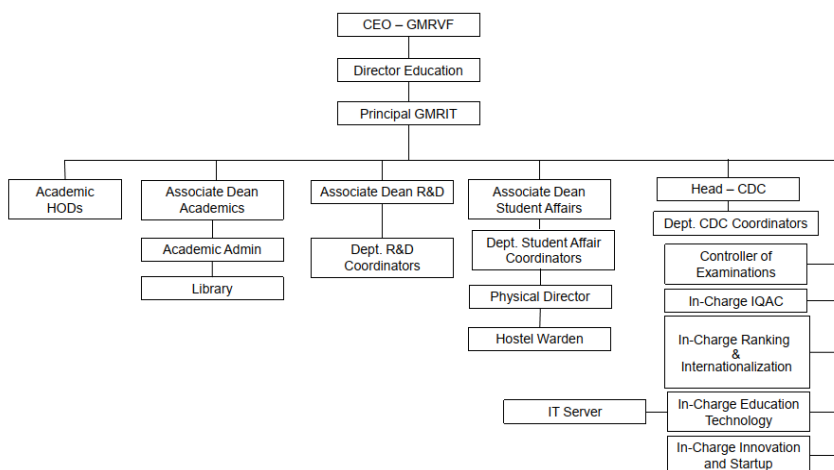 CEO – GMRVF
Director Education
Principal GMRIT
Academic
HODs
Associate Dean
Academics
Academic Admin
Library
Associate Dean R&D
Dept. R&D
Coordinators
Associate Dean
Student Affairs
Dept. Student Affair
Coordinators
Physical Director
Hostel Warden
Head – CDC
Dept. CDC Coordinators
Controller of
Examinations
In-Charge IQAC
In-Charge Ranking
&
Internationalization
IT Server
In-Charge Education
Technology
In-Charge Innovation
and Startup